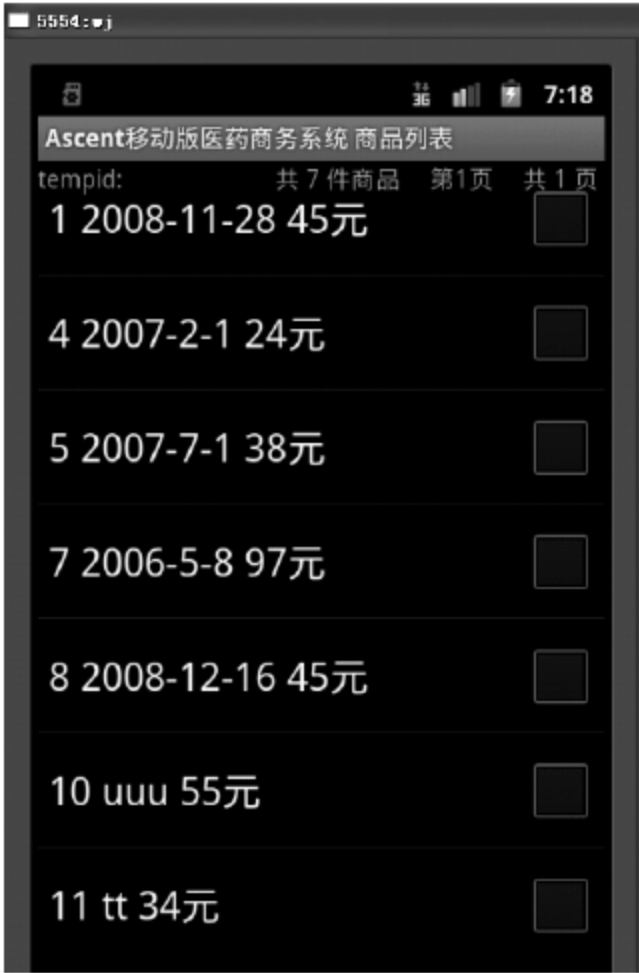 5554:wj
3G 7:18
Ascent移动版医药商务系统 商品列表
tempid: 共 7 件商品 第1页 共 1 页
1 2008-11-28 45元
4 2007-2-1 24元
5 2007-7-1 38元
7 2006-5-8 97元
8 2008-12-16 45元
10 uuu 55元
11 tt 34元